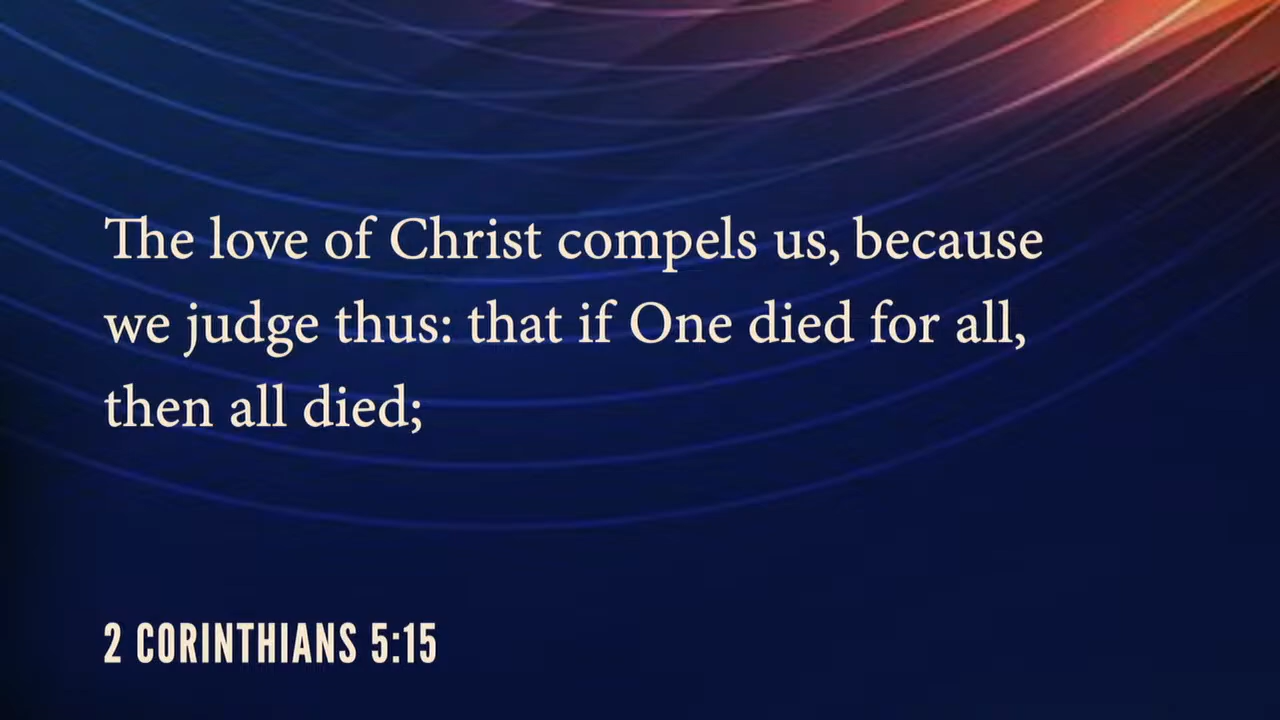 The love of Christ compels us, because
we judge thus: that if One died for all,
then all died;
2 CORINTHIANS 5:15